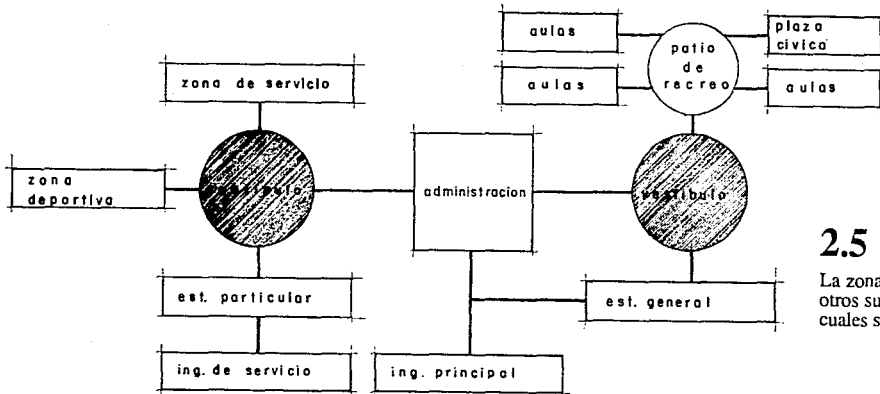 aulas
plaza
civica
patio
de
recreo
aulas
aulas
zona de servicio
zona
deportiva
vestibulo
administracion
vestibulo
2.5
La zona
otros su
cuales s
est. particular
est. general
ing. de servicio
ing. principal